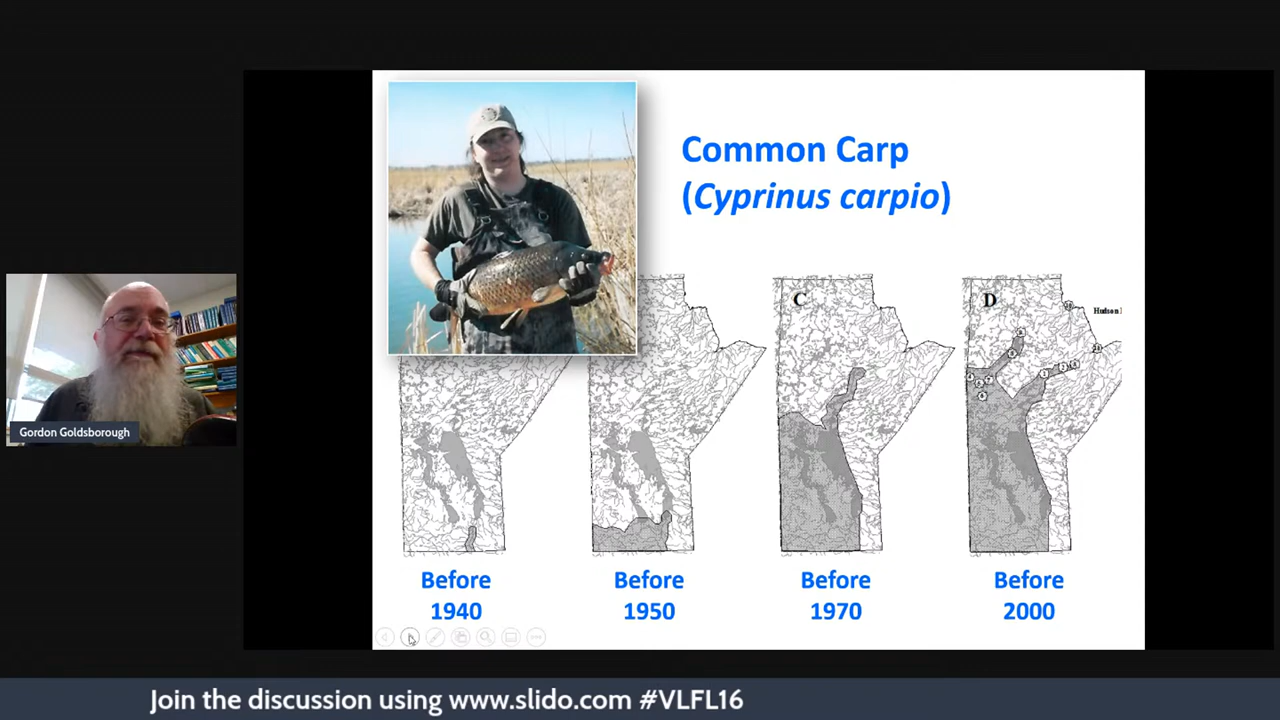 Common Carp
(Cyprinus carpio)
C
D
Hudson
Gordon Goldsborough
Before
1940
Before
1950
Before
1970
Before
2000
Join the discussion using www.slido.com #VLFL16